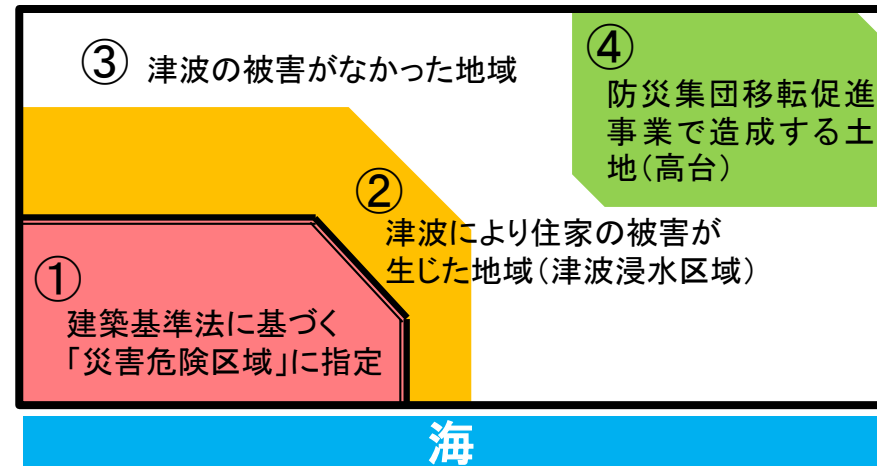 ③ 津波の被害がなかった地域
④
防災集団移転促進
事業で造成する土
地(高台)
②
津波により住家の被害が
生じた地域(津波浸水区域)
①
建築基準法に基づく
「災害危険区域」に指定
海